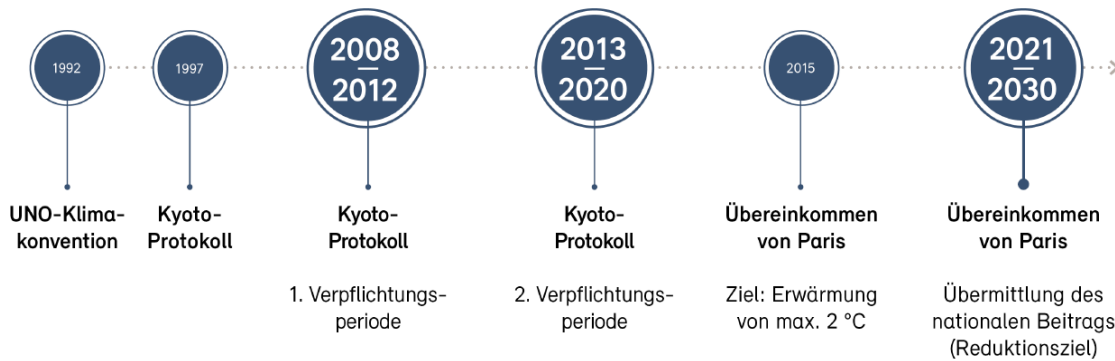 1992
UNO-Klima-
konvention
1997
Kyoto-
Protokoll
2008
2012
Kyoto-
Protokoll
1. Verpflichtungs-
periode
2013
2020
Kyoto-
Protokoll
2. Verpflichtungs-
periode
2015
Übereinkommen
von Paris
Ziel: Erwärmung
von max. 2 °C
2021
2030
Übereinkommen
von Paris
Übermittlung des
nationalen Beitrags
(Reduktionsziel)